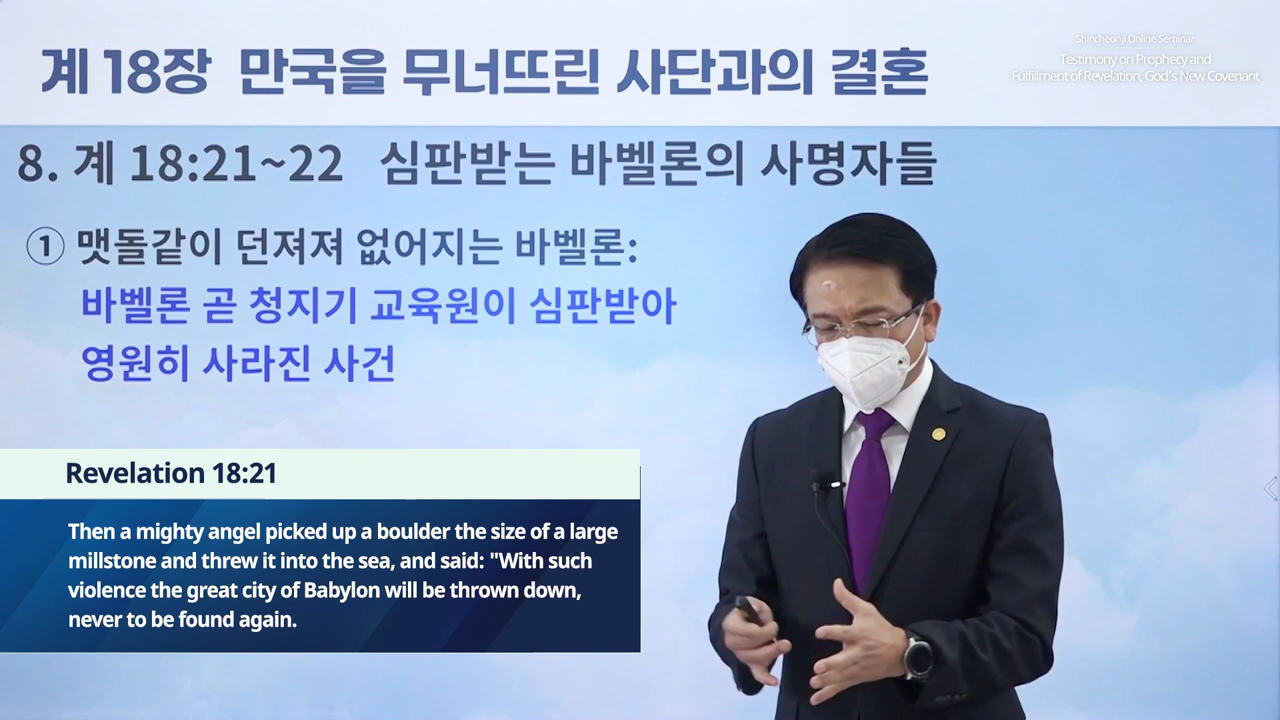 계 18장 만국을 무너뜨린 사단과의 결혼
Shincheonji Online Seminar
Testimony on Prophecy and
Fulfillment of Revelation, God's New Covenant
8. 계 18:21~22 심판받는 바벨론의 사명자들
① 맷돌같이 던져져 없어지는 바벨론:
바벨론 곧 청지기 교육원이 심판받아
영원히 사라진 사건
Revelation 18:21
Then a mighty angel picked up a boulder the size of a large
millstone and threw it into the sea, and said: "With such
violence the great city of Babylon will be thrown down,
never to be found again.